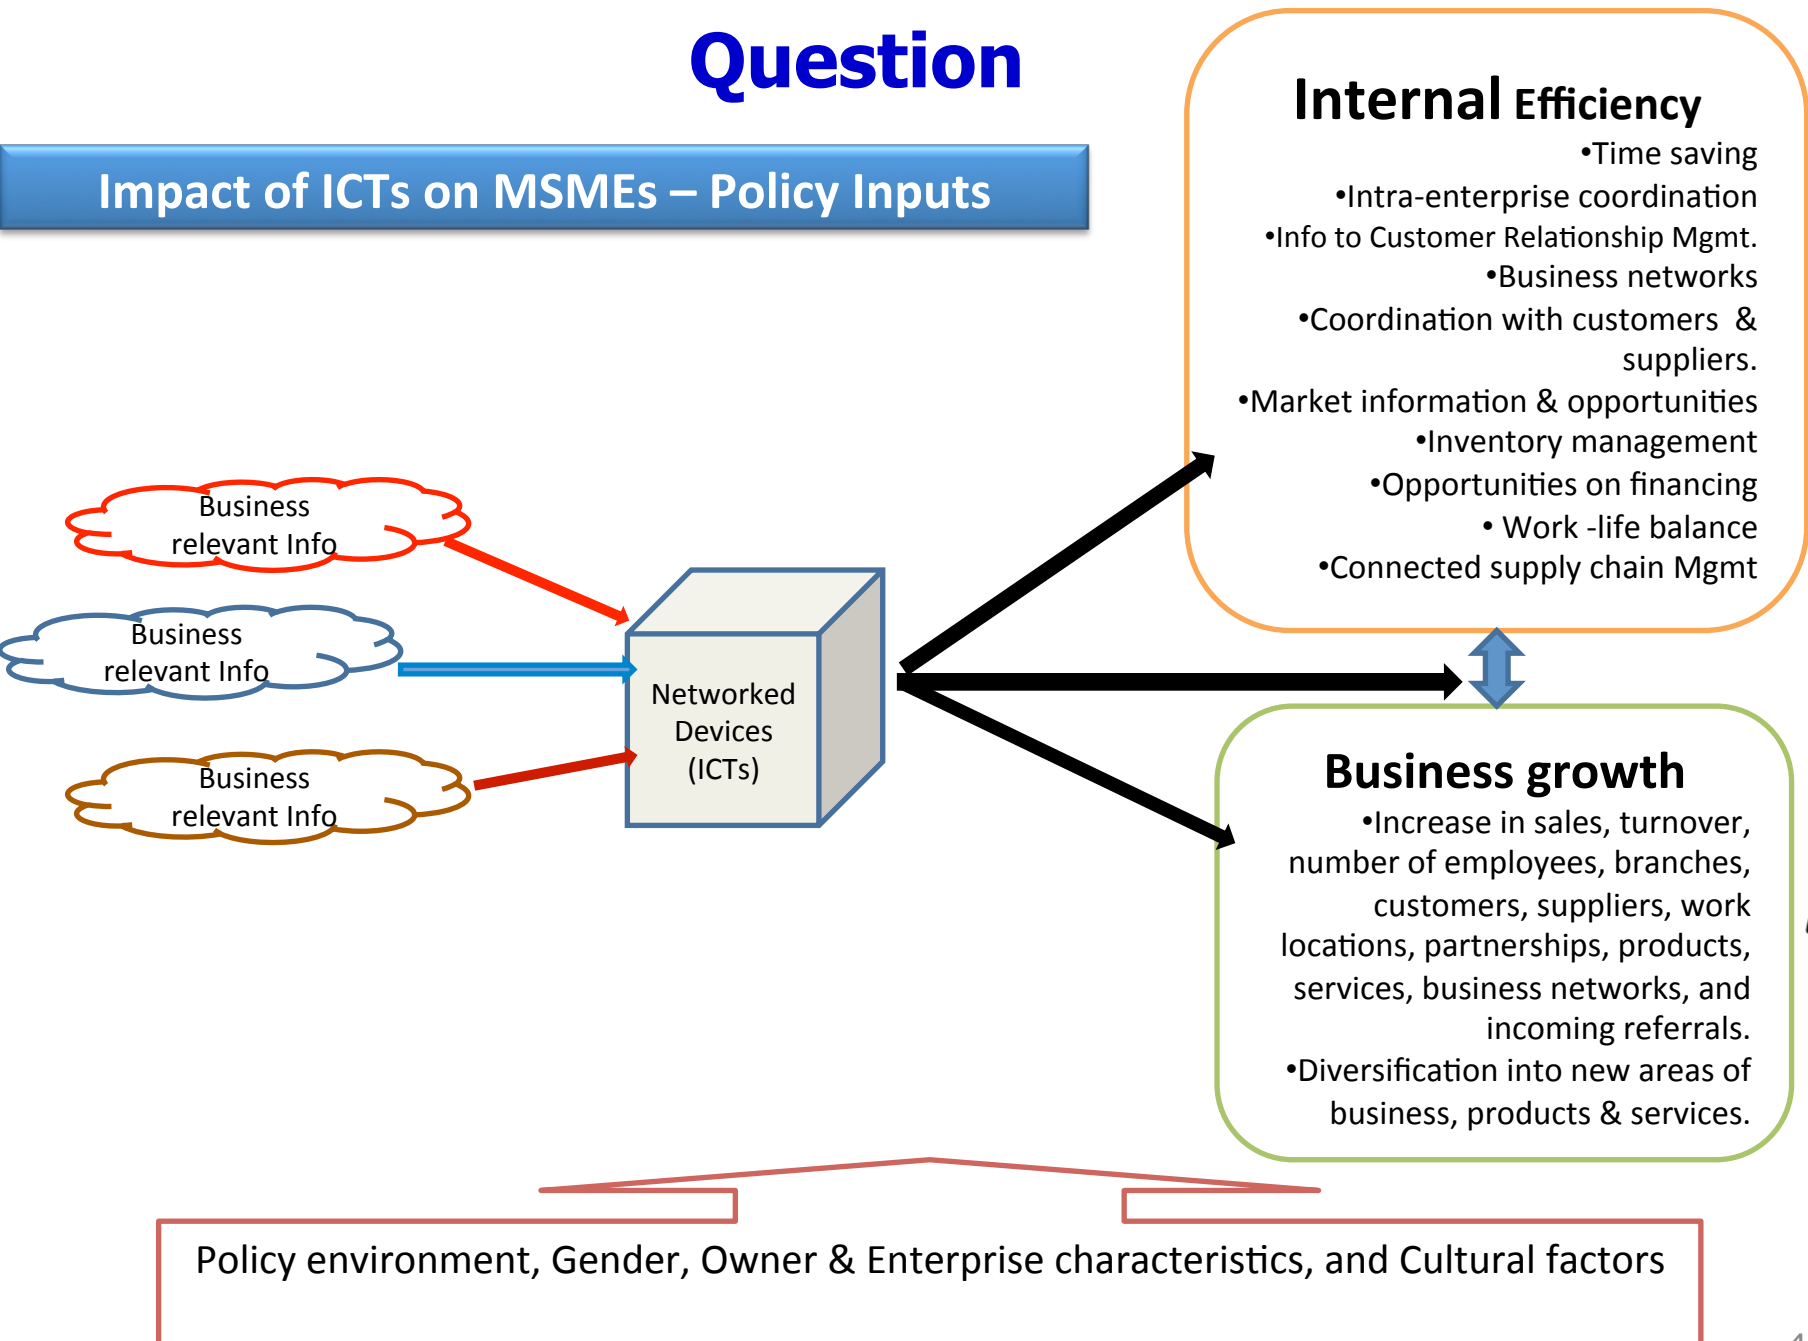 Question
Impact of ICTs on MSMEs – Policy Inputs
Internal Efficiency
•Time saving
•Intra-enterprise coordination
•Info to Customer Relationship Mgmt.
•Business networks
•Coordination with customers &
suppliers.
•Market information & opportunities
•Inventory management
•Opportunities on financing
• Work -life balance
•Connected supply chain Mgmt
Business
relevant Info
Business
relevant Info
Business
relevant Info
Networked
Devices
(ICTs)
Business growth
•Increase in sales, turnover,
number of employees, branches,
customers, suppliers, work
locations, partnerships, products,
services, business networks, and
incoming referrals.
•Diversification into new areas of
business, products & services.
Policy environment, Gender, Owner & Enterprise characteristics, and Cultural factors